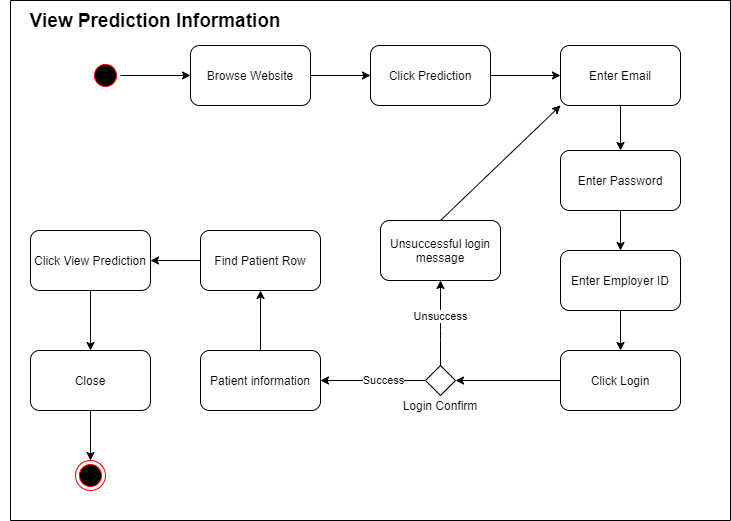 View Prediction Information
Browse Website
Click Prediction
Enter Email
Enter Password
Unsuccessful login
message
Click View Prediction
Find Patient Row
Enter Employer ID
Unsuccess
Close
Patient information
Success
Click Login
Login Confirm